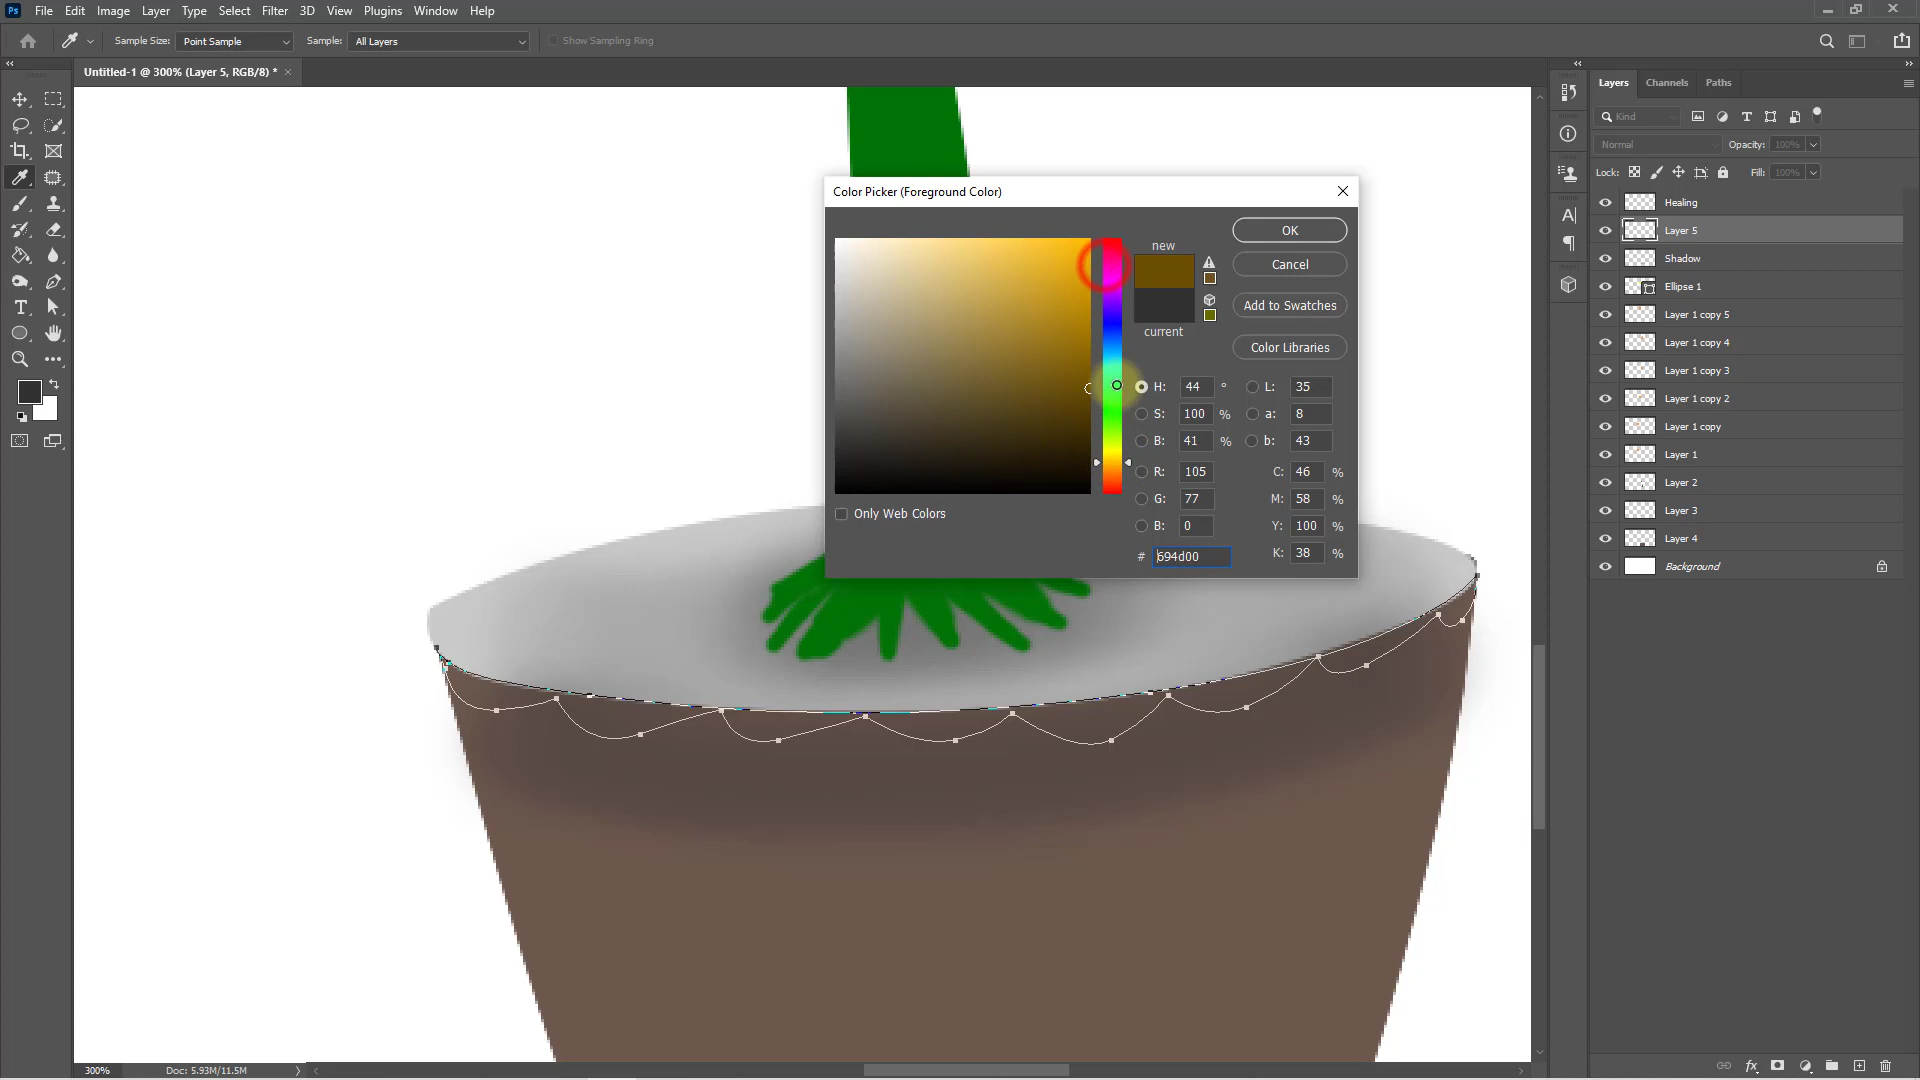 Ps File Edit Image Layer Type Select Filter 3D View Plugins Window Help
Sample Size: Point Sample Sample: All Layers Show Sampling Ring
Untitled-1 @ 300% (Layer 5, RGB/8) *
Layers Channels Paths
Kind
Normal Opacity: 100%
Lock: Fill: 100%
Healing
Layer 5
Shadow
Ellipse 1
Layer 1 copy 5
Layer 1 copy 4
Layer 1 copy 3
Layer 1 copy 2
Layer 1 copy
Layer 1
Layer 2
Layer 3
Layer 4
Background
Color Picker (Foreground Color)
new
current
OK
Cancel
Add to Swatches
Color Libraries
H: 44 ° L: 35
S: 100 % a: 8
B: 41 % b: 43
R: 105 C: 46 %
G: 77 M: 58 %
B: 0 Y: 100 %
# 694d00 K: 38 %
Only Web Colors
300% Doc: 5.93M/11.5M